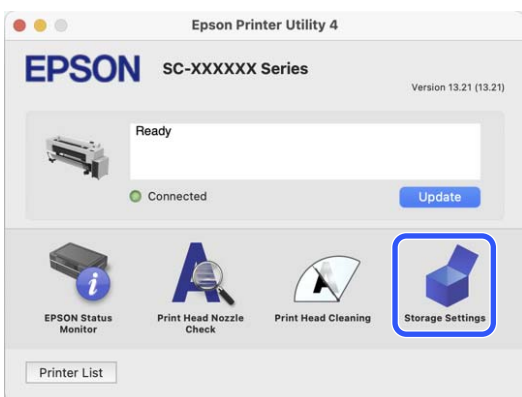 Epson Printer Utility 4
EPSON
SC-XXXXXX Series
Version 13.21 (13.21)
Ready
Connected
Update
EPSON Status
Monitor
Print Head Nozzle
Check
Print Head Cleaning
Storage Settings
Printer List